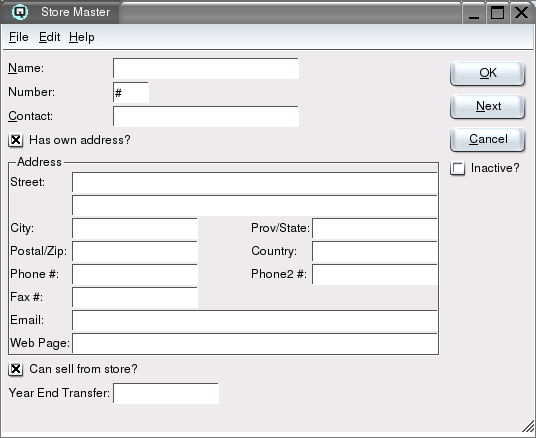 Store Master
File Edit Help
Name:
OK
Number: #
Next
Contact:
Cancel
Has own address?
Inactive?
Address
Street:
City: Prov/State:
Postal/Zip: Country:
Phone #: Phone2 #:
Fax #:
Email:
Web Page:
Can sell from store?
Year End Transfer: